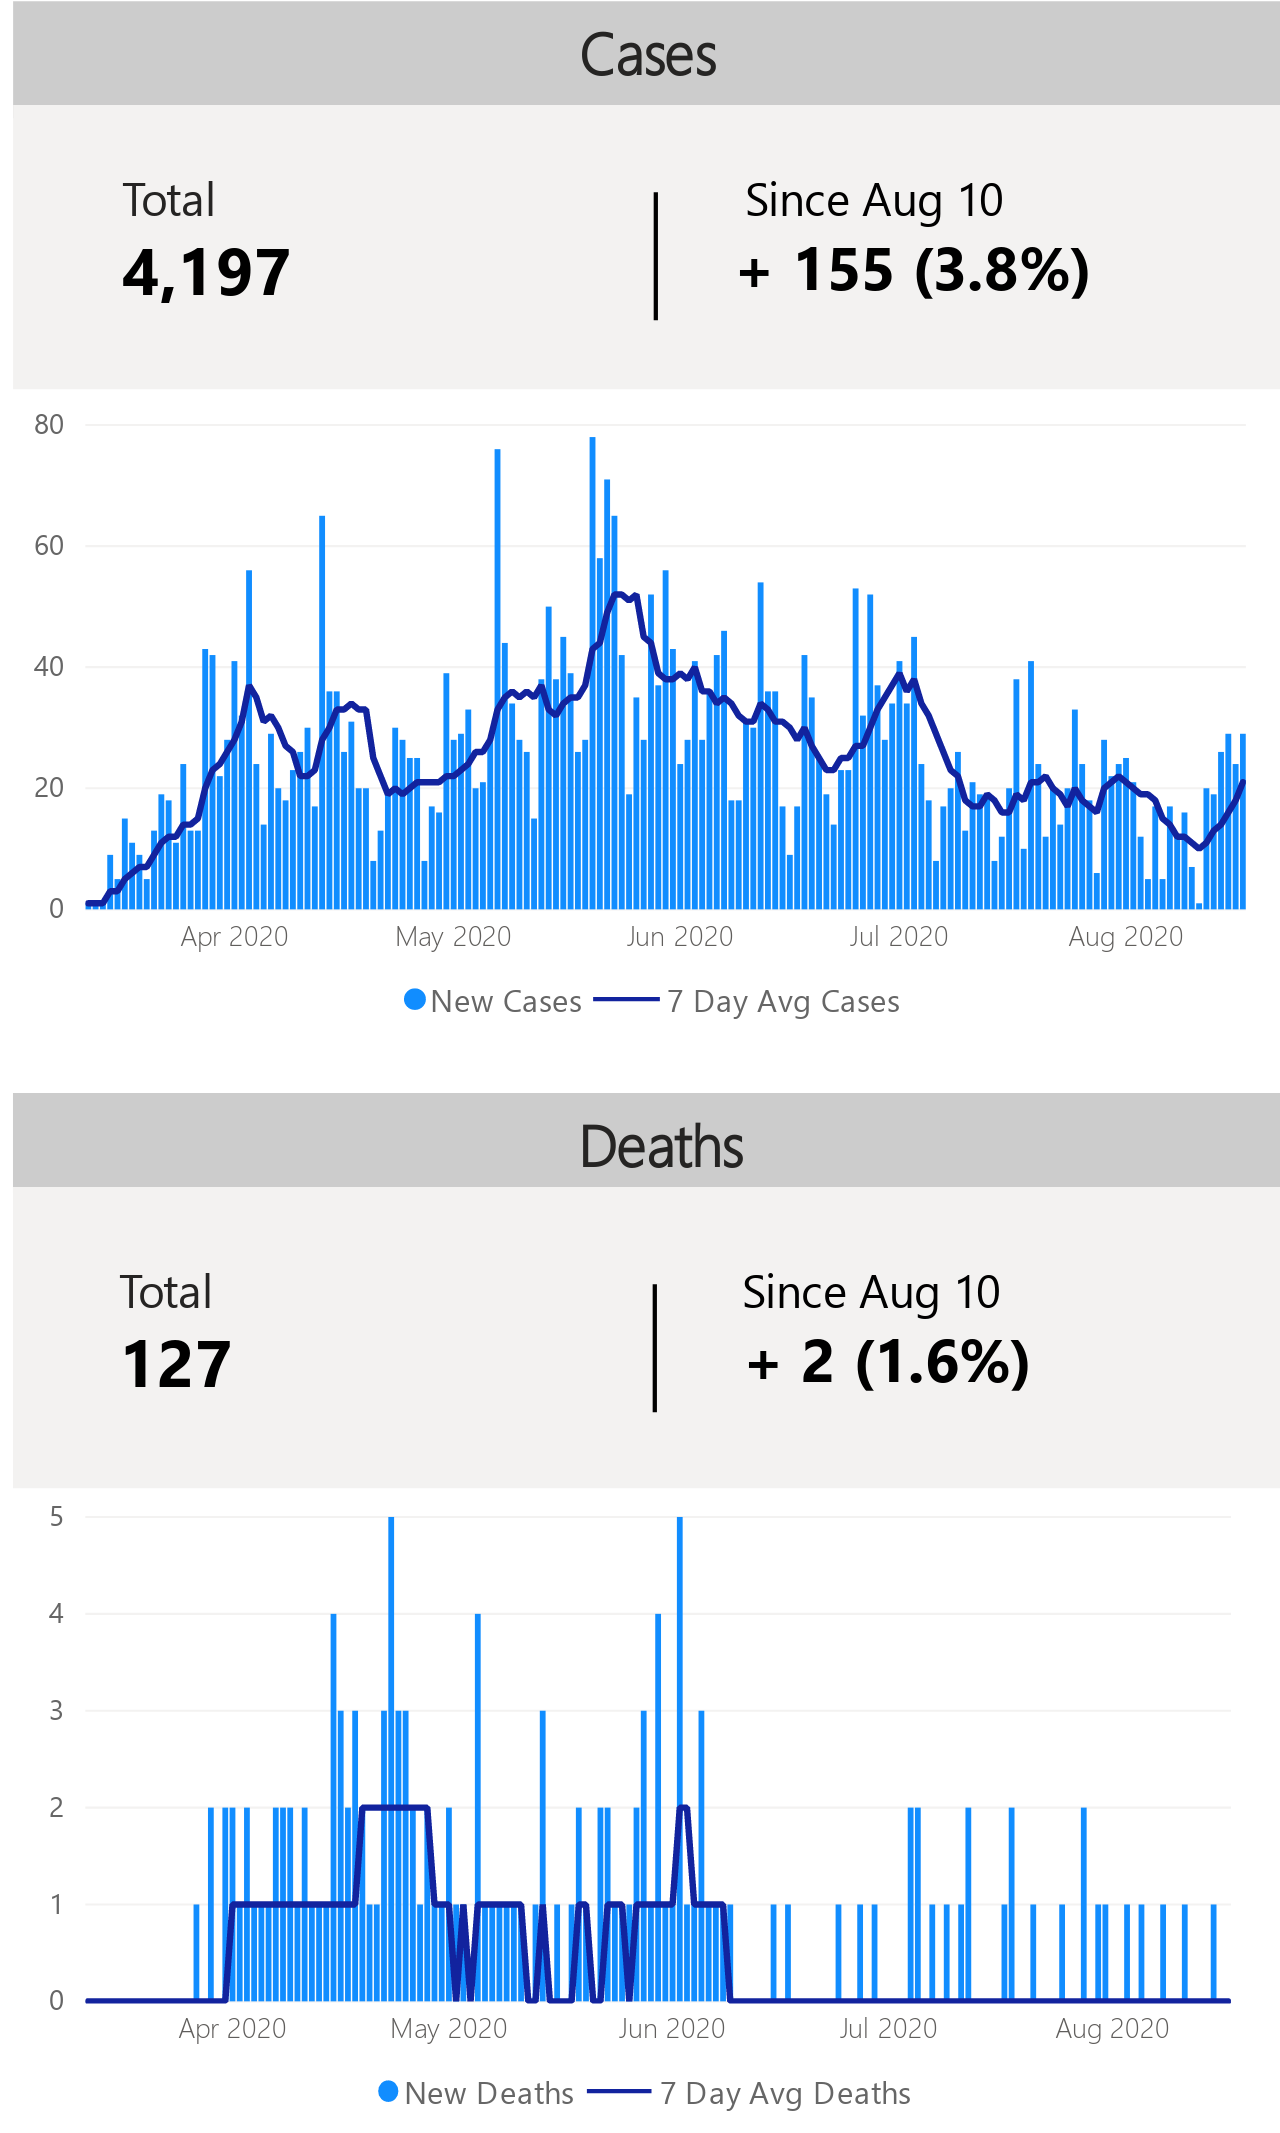 Cases
Total
Since Aug 10
4,197
+ 155 (3.8%)
80
60
40
20
0
Apr 2020
May 2020
Jun 2020
Jul 2020
Aug 2020
New Cases
7 Day Avg Cases
Deaths
Total
Since Aug 10
127
+ 2 (1.6%)
5
4
3
2
1
0
Apr 2020
May 2020
Jun 2020
Jul 2020
Aug 2020
New Deaths
7 Day Avg Deaths